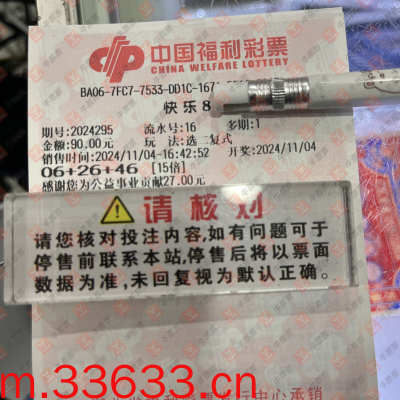 中国福利彩票
CHINA WELFARE LOTTERY
BA06-7FC7-7533-DD1C-167
快乐8
期号:2024295 流水号:16 多期:1
金额:90.00元 玩法:选二复式
销售时间:2024/11/04-16:42:52 开奖:2024/11/04
06+26+46 [15倍]
感谢您为公益事业贡献27.00元
请核对
请您核对投注内容,如有问题可于
停售前联系本站,停售后将以票面
数据为准,未回复视为默认正确。
m.33633.cn
中心承销